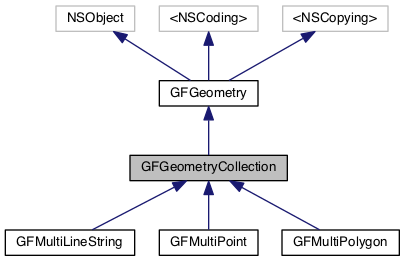 NSObject
<NSCoding>
<NSCopying>
GFGeometry
GFGeometryCollection
GFMultiLineString
GFMultiPoint
GFMultiPolygon